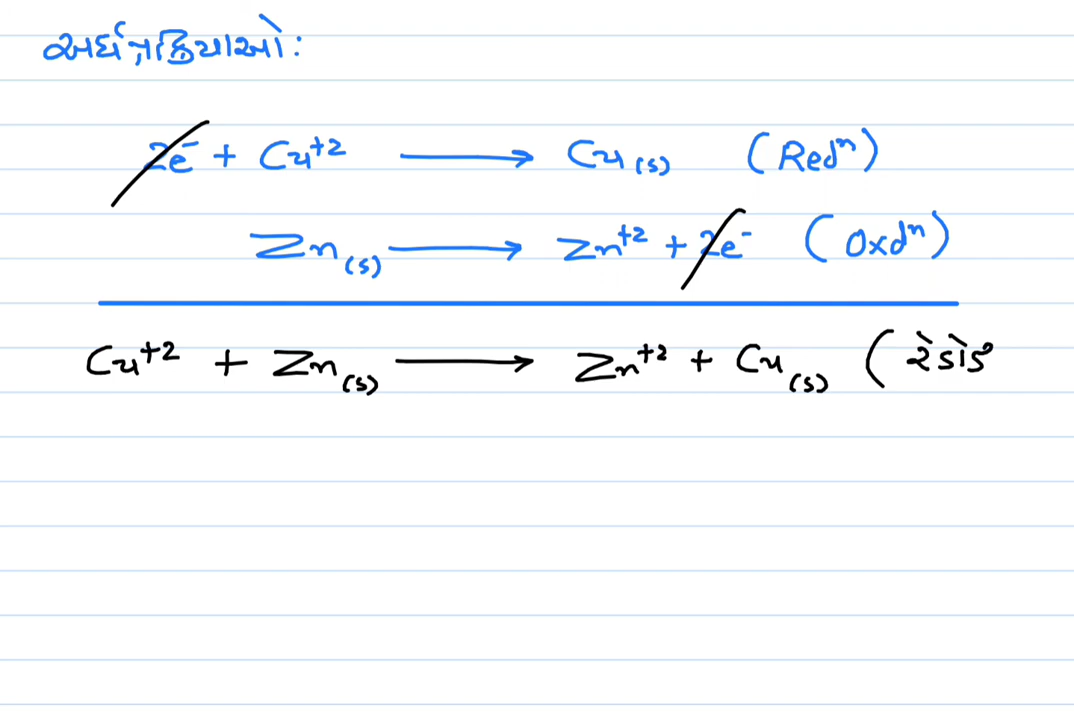 અર્ધપ્રક્રિયાઓ:
2e⁻ + Cu⁺² ⟶ Cu(s) (Redⁿ)
Zn(s) ⟶ Zn⁺² + 2e⁻ (Oxdⁿ)
Cu⁺² + Zn(s) ⟶ Zn⁺² + Cu(s) (રેડોક્ષ